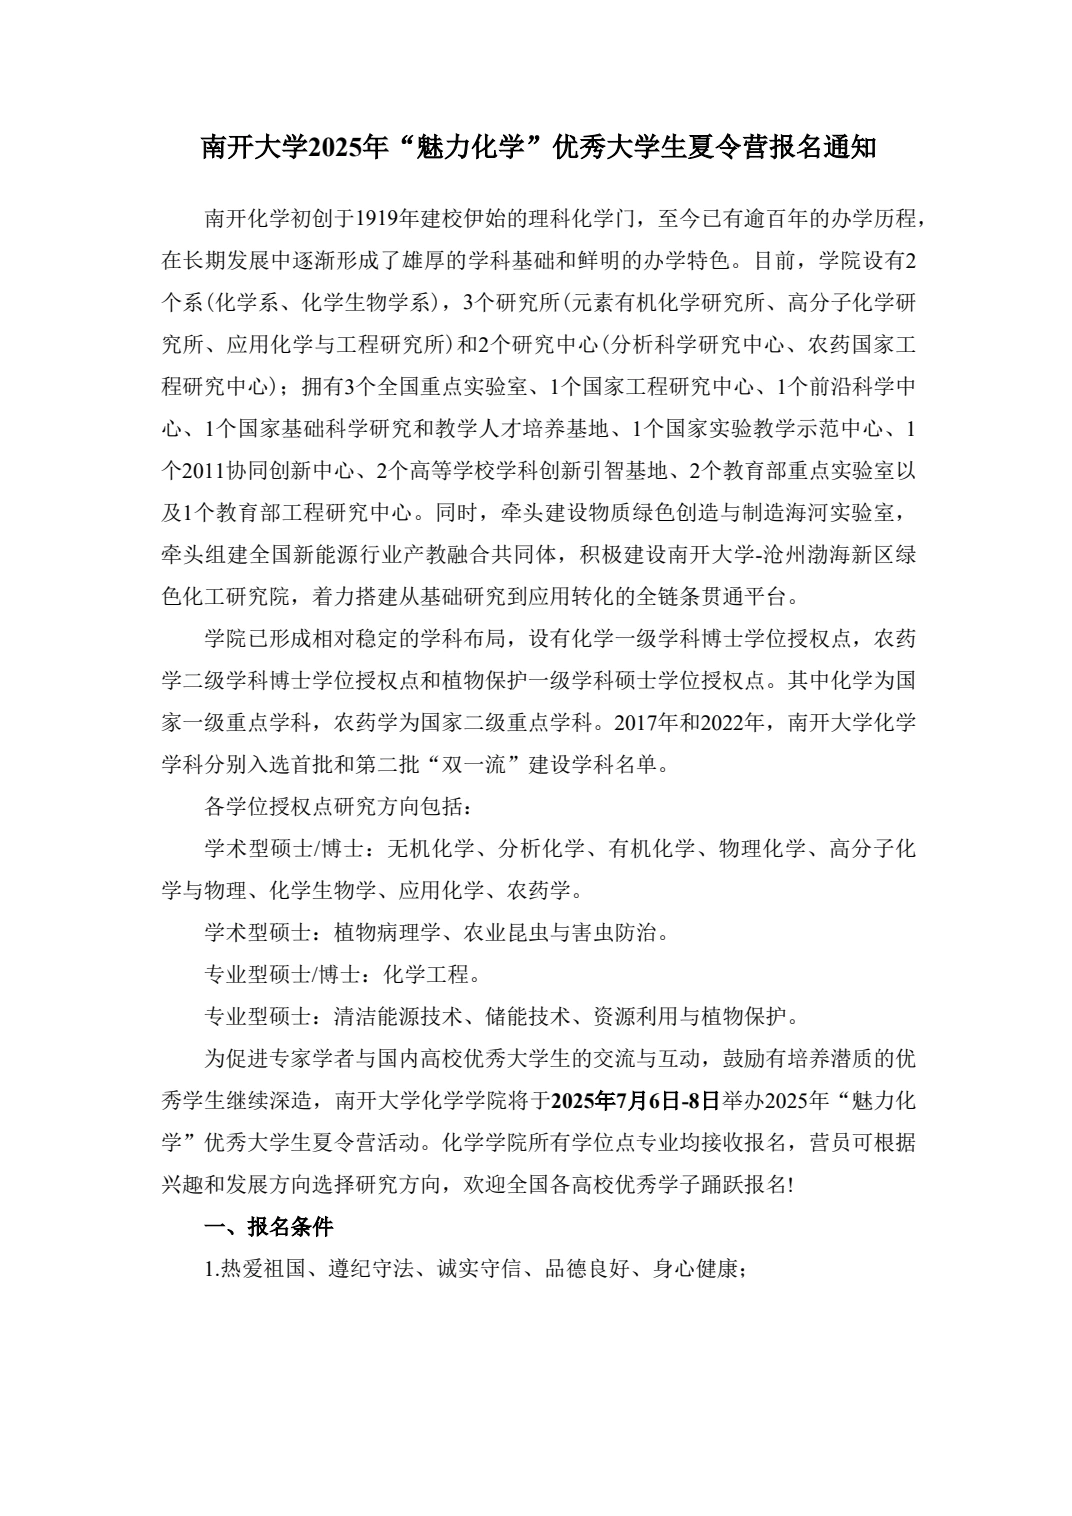 南开大学2025年“魅力化学”优秀大学生夏令营报名通知
南开化学初创于1919年建校伊始的理科化学门，至今已有逾百年的办学历程，
在长期发展中逐渐形成了雄厚的学科基础和鲜明的办学特色。目前，学院设有2
个系(化学系、化学生物学系)，3个研究所(元素有机化学研究所、高分子化学研
究所、应用化学与工程研究所)和2个研究中心(分析科学研究中心、农药国家工
程研究中心)；拥有3个全国重点实验室、1个国家工程研究中心、1个前沿科学中
心、1个国家基础科学研究和教学人才培养基地、1个国家实验教学示范中心、1
个2011协同创新中心、2个高等学校学科创新引智基地、2个教育部重点实验室以
及1个教育部工程研究中心。同时，牵头建设物质绿色创造与制造海河实验室，
牵头组建全国新能源行业产教融合共同体，积极建设南开大学-沧州渤海新区绿
色化工研究院，着力搭建从基础研究到应用转化的全链条贯通平台。
学院已形成相对稳定的学科布局，设有化学一级学科博士学位授权点，农药
学二级学科博士学位授权点和植物保护一级学科硕士学位授权点。其中化学为国
家一级重点学科，农药学为国家二级重点学科。2017年和2022年，南开大学化学
学科分别入选首批和第二批“双一流”建设学科名单。
各学位授权点研究方向包括：
学术型硕士/博士：无机化学、分析化学、有机化学、物理化学、高分子化
学与物理、化学生物学、应用化学、农药学。
学术型硕士：植物病理学、农业昆虫与害虫防治。
专业型硕士/博士：化学工程。
专业型硕士：清洁能源技术、储能技术、资源利用与植物保护。
为促进专家学者与国内高校优秀大学生的交流与互动，鼓励有培养潜质的优
秀学生继续深造，南开大学化学学院将于2025年7月6日-8日举办2025年“魅力化
学”优秀大学生夏令营活动。化学学院所有学位点专业均接收报名，营员可根据
兴趣和发展方向选择研究方向，欢迎全国各高校优秀学子踊跃报名!
一、报名条件
1.热爱祖国、遵纪守法、诚实守信、品德良好、身心健康；